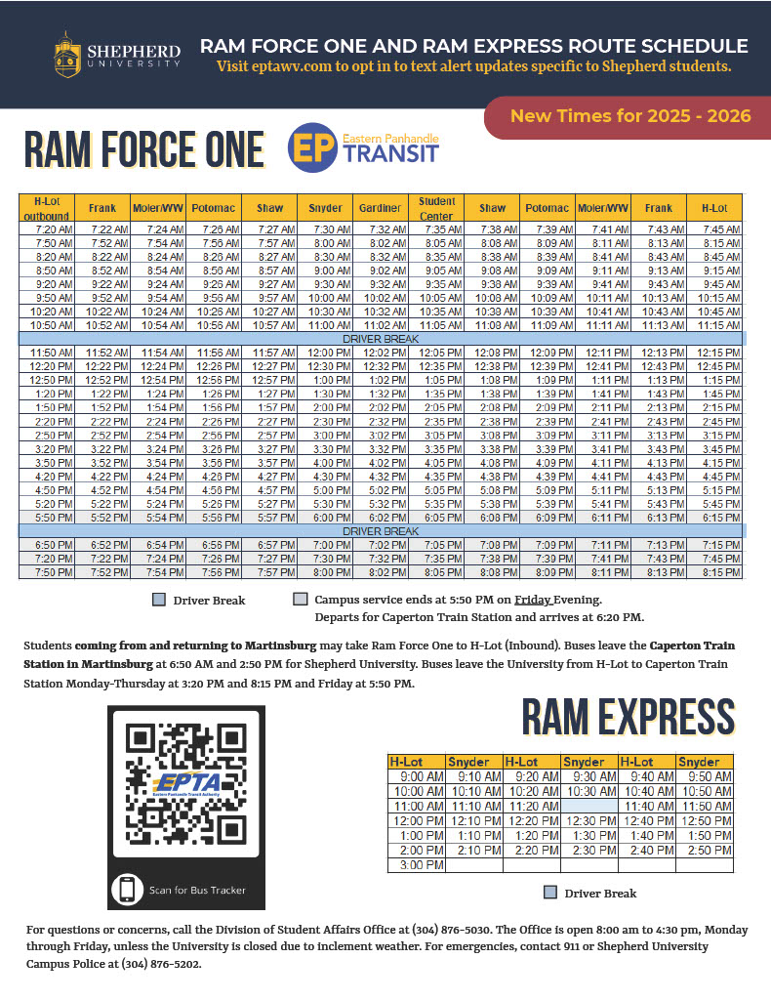 SHEPHERD
UNIVERSITY
RAM FORCE ONE AND RAM EXPRESS ROUTE SCHEDULE
Visit eptawv.com to opt in to text alert updates specific to Shepherd students.
New Times for 2025 - 2026
RAM FORCE ONE
EP Eastern Panhandle
TRANSIT
H-Lot outbound Frank Moler/WW Potomac Shaw Snyder Gardiner Student Center Shaw Potomac Moler/WW Frank H-Lot
7:20 AM 7:22 AM 7:24 AM 7:26 AM 7:27 AM 7:30 AM 7:32 AM 7:35 AM 7:38 AM 7:39 AM 7:41 AM 7:43 AM 7:45 AM
7:50 AM 7:52 AM 7:54 AM 7:56 AM 7:57 AM 8:00 AM 8:02 AM 8:05 AM 8:08 AM 8:09 AM 8:11 AM 8:13 AM 8:15 AM
8:20 AM 8:22 AM 8:24 AM 8:26 AM 8:27 AM 8:30 AM 8:32 AM 8:35 AM 8:38 AM 8:39 AM 8:41 AM 8:43 AM 8:45 AM
8:50 AM 8:52 AM 8:54 AM 8:56 AM 8:57 AM 9:00 AM 9:02 AM 9:05 AM 9:08 AM 9:09 AM 9:11 AM 9:13 AM 9:15 AM
9:20 AM 9:22 AM 9:24 AM 9:26 AM 9:27 AM 9:30 AM 9:32 AM 9:35 AM 9:38 AM 9:39 AM 9:41 AM 9:43 AM 9:45 AM
9:50 AM 9:52 AM 9:54 AM 9:56 AM 9:57 AM 10:00 AM 10:02 AM 10:05 AM 10:08 AM 10:09 AM 10:11 AM 10:13 AM 10:15 AM
10:20 AM 10:22 AM 10:24 AM 10:26 AM 10:27 AM 10:30 AM 10:32 AM 10:35 AM 10:38 AM 10:39 AM 10:41 AM 10:43 AM 10:45 AM
10:50 AM 10:52 AM 10:54 AM 10:56 AM 10:57 AM 11:00 AM 11:02 AM 11:05 AM 11:08 AM 11:09 AM 11:11 AM 11:13 AM 11:15 AM
DRIVER BREAK
11:50 AM 11:52 AM 11:54 AM 11:56 AM 11:57 AM 12:00 PM 12:02 PM 12:05 PM 12:08 PM 12:09 PM 12:11 PM 12:13 PM 12:15 PM
12:20 PM 12:22 PM 12:24 PM 12:26 PM 12:27 PM 12:30 PM 12:32 PM 12:35 PM 12:38 PM 12:39 PM 12:41 PM 12:43 PM 12:45 PM
12:50 PM 12:52 PM 12:54 PM 12:56 PM 12:57 PM 1:00 PM 1:02 PM 1:05 PM 1:08 PM 1:09 PM 1:11 PM 1:13 PM 1:15 PM
1:20 PM 1:22 PM 1:24 PM 1:26 PM 1:27 PM 1:30 PM 1:32 PM 1:35 PM 1:38 PM 1:39 PM 1:41 PM 1:43 PM 1:45 PM
1:50 PM 1:52 PM 1:54 PM 1:56 PM 1:57 PM 2:00 PM 2:02 PM 2:05 PM 2:08 PM 2:09 PM 2:11 PM 2:13 PM 2:15 PM
2:20 PM 2:22 PM 2:24 PM 2:26 PM 2:27 PM 2:30 PM 2:32 PM 2:35 PM 2:38 PM 2:39 PM 2:41 PM 2:43 PM 2:45 PM
2:50 PM 2:52 PM 2:54 PM 2:56 PM 2:57 PM 3:00 PM 3:02 PM 3:05 PM 3:08 PM 3:09 PM 3:11 PM 3:13 PM 3:15 PM
3:20 PM 3:22 PM 3:24 PM 3:26 PM 3:27 PM 3:30 PM 3:32 PM 3:35 PM 3:38 PM 3:39 PM 3:41 PM 3:43 PM 3:45 PM
3:50 PM 3:52 PM 3:54 PM 3:56 PM 3:57 PM 4:00 PM 4:02 PM 4:05 PM 4:08 PM 4:09 PM 4:11 PM 4:13 PM 4:15 PM
4:20 PM 4:22 PM 4:24 PM 4:26 PM 4:27 PM 4:30 PM 4:32 PM 4:35 PM 4:38 PM 4:39 PM 4:41 PM 4:43 PM 4:45 PM
4:50 PM 4:52 PM 4:54 PM 4:56 PM 4:57 PM 5:00 PM 5:02 PM 5:05 PM 5:08 PM 5:09 PM 5:11 PM 5:13 PM 5:15 PM
5:20 PM 5:22 PM 5:24 PM 5:26 PM 5:27 PM 5:30 PM 5:32 PM 5:35 PM 5:38 PM 5:39 PM 5:41 PM 5:43 PM 5:45 PM
5:50 PM 5:52 PM 5:54 PM 5:56 PM 5:57 PM 6:00 PM 6:02 PM 6:05 PM 6:08 PM 6:09 PM 6:11 PM 6:13 PM 6:15 PM
DRIVER BREAK
6:50 PM 6:52 PM 6:54 PM 6:56 PM 6:57 PM 7:00 PM 7:02 PM 7:05 PM 7:08 PM 7:09 PM 7:11 PM 7:13 PM 7:15 PM
7:20 PM 7:22 PM 7:24 PM 7:26 PM 7:27 PM 7:30 PM 7:32 PM 7:35 PM 7:38 PM 7:39 PM 7:41 PM 7:43 PM 7:45 PM
7:50 PM 7:52 PM 7:54 PM 7:56 PM 7:57 PM 8:00 PM 8:02 PM 8:05 PM 8:08 PM 8:09 PM 8:11 PM 8:13 PM 8:15 PM
Driver Break
Campus service ends at 5:50 PM on Friday Evening.
Departs for Caperton Train Station and arrives at 6:20 PM.
Students coming from and returning to Martinsburg may take Ram Force One to H-Lot (Inbound). Buses leave the Caperton Train
Station in Martinsburg at 6:50 AM and 2:50 PM for Shepherd University. Buses leave the University from H-Lot to Caperton Train
Station Monday-Thursday at 3:20 PM and 8:15 PM and Friday at 5:50 PM.
EPTA
Eastern Panhandle Transit Authority
Scan for Bus Tracker
RAM EXPRESS
H-Lot Snyder H-Lot Snyder H-Lot Snyder
9:00 AM 9:10 AM 9:20 AM 9:30 AM 9:40 AM 9:50 AM
10:00 AM 10:10 AM 10:20 AM 10:30 AM 10:40 AM 10:50 AM
11:00 AM 11:10 AM 11:20 AM 11:40 AM 11:50 AM
12:00 PM 12:10 PM 12:20 PM 12:30 PM 12:40 PM 12:50 PM
1:00 PM 1:10 PM 1:20 PM 1:30 PM 1:40 PM 1:50 PM
2:00 PM 2:10 PM 2:20 PM 2:30 PM 2:40 PM 2:50 PM
3:00 PM
Driver Break
For questions or concerns, call the Division of Student Affairs Office at (304) 876-5030. The Office is open 8:00 am to 4:30 pm, Monday
through Friday, unless the University is closed due to inclement weather. For emergencies, contact 911 or Shepherd University
Campus Police at (304) 876-5202.